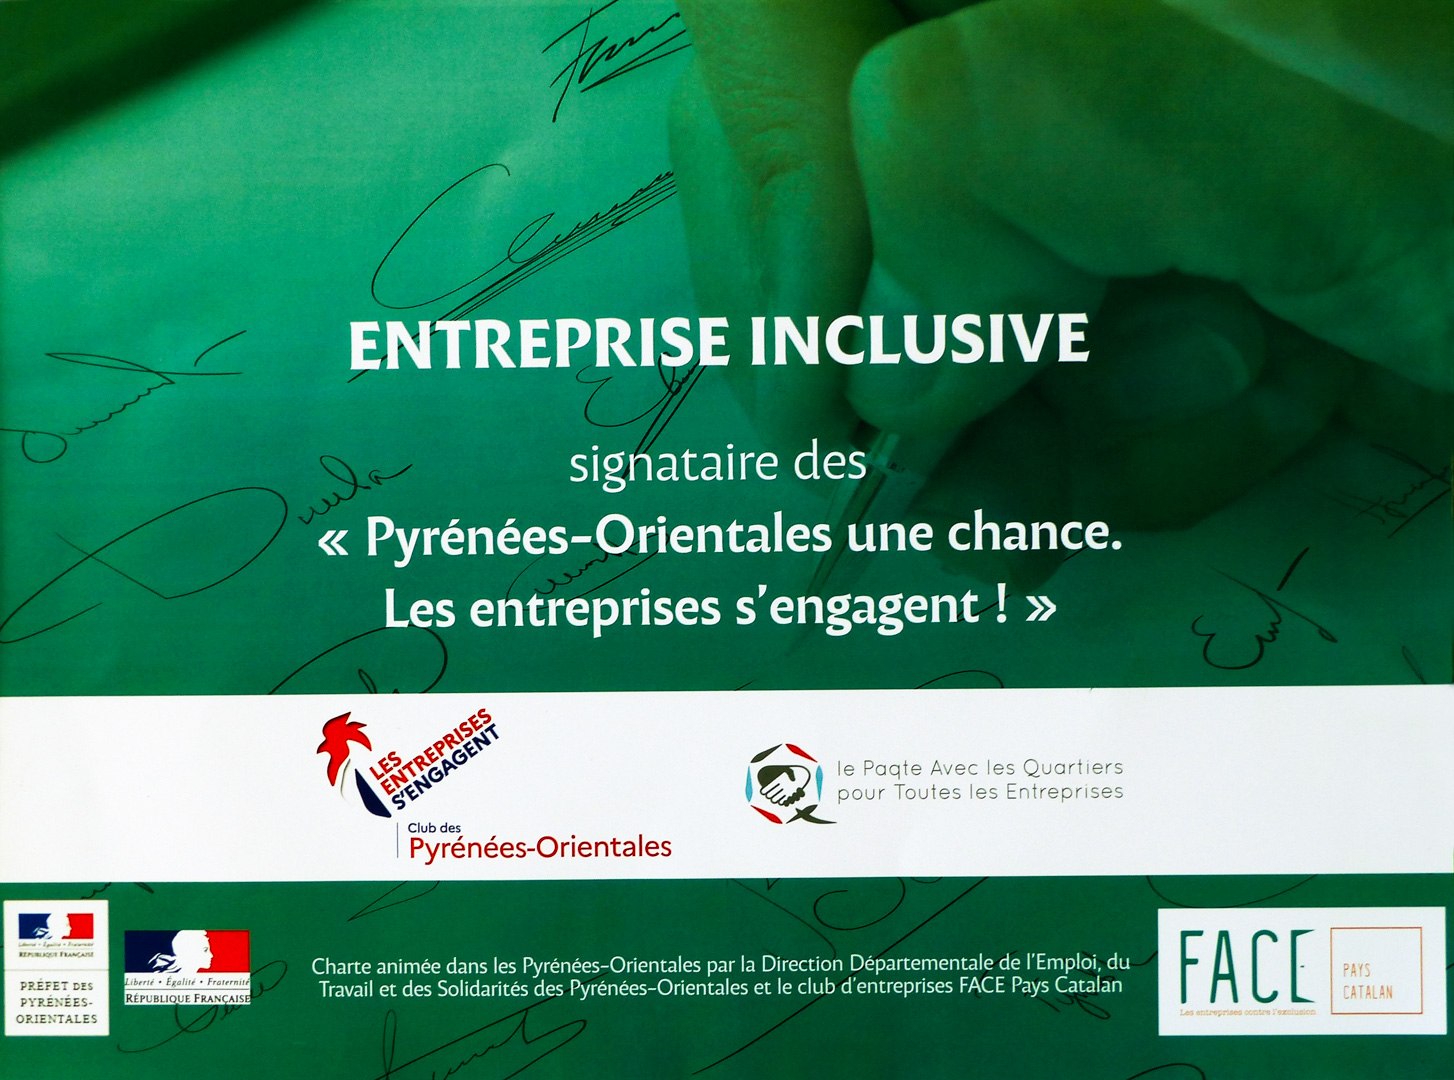 ENTREPRISE INCLUSIVE
signataire des
« Pyrénées-Orientales une chance.
Les entreprises s'engagent ! »
LES
ENTREPRISES
S'ENGAGENT
Club des
Pyrénées-Orientales
le Paqte Avec les Quartiers
pour Toutes les Entreprises
Liberté • Égalité • Fraternité
RÉPUBLIQUE FRANÇAISE
PRÉFET DES
PYRÉNÉES-
ORIENTALES
Liberté • Égalité • Fraternité
RÉPUBLIQUE FRANÇAISE
Charte animée dans les Pyrénées-Orientales par la Direction Départementale de l'Emploi, du
Travail et des Solidarités des Pyrénées-Orientales et le club d'entreprises FACE Pays Catalan
FACE
Les entreprises contre l'exclusion
PAYS
CATALAN